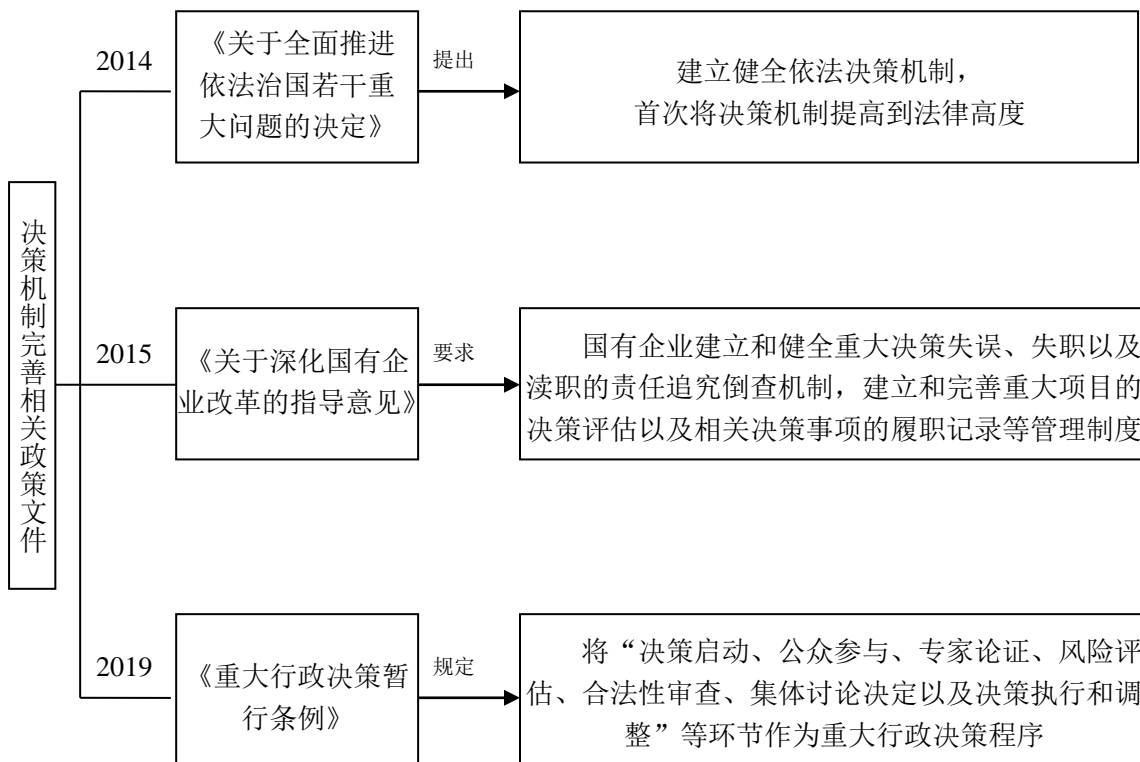 决策机制完善相关政策文件
2014
《关于全面推进
依法治国若干重
大问题的决定》
提出
建立健全依法决策机制，
首次将决策机制提高到法律高度
2015
《关于深化国有企
业改革的指导意见》
要求
国有企业建立和健全重大决策失误、失职以及
渎职的责任追究倒查机制，建立和完善重大项目的
决策评估以及相关决策事项的履职记录等管理制度
2019
《重大行政决策暂
行条例》
规定
将“决策启动、公众参与、专家论证、风险评
估、合法性审查、集体讨论决定以及决策执行和调
整”等环节作为重大行政决策程序